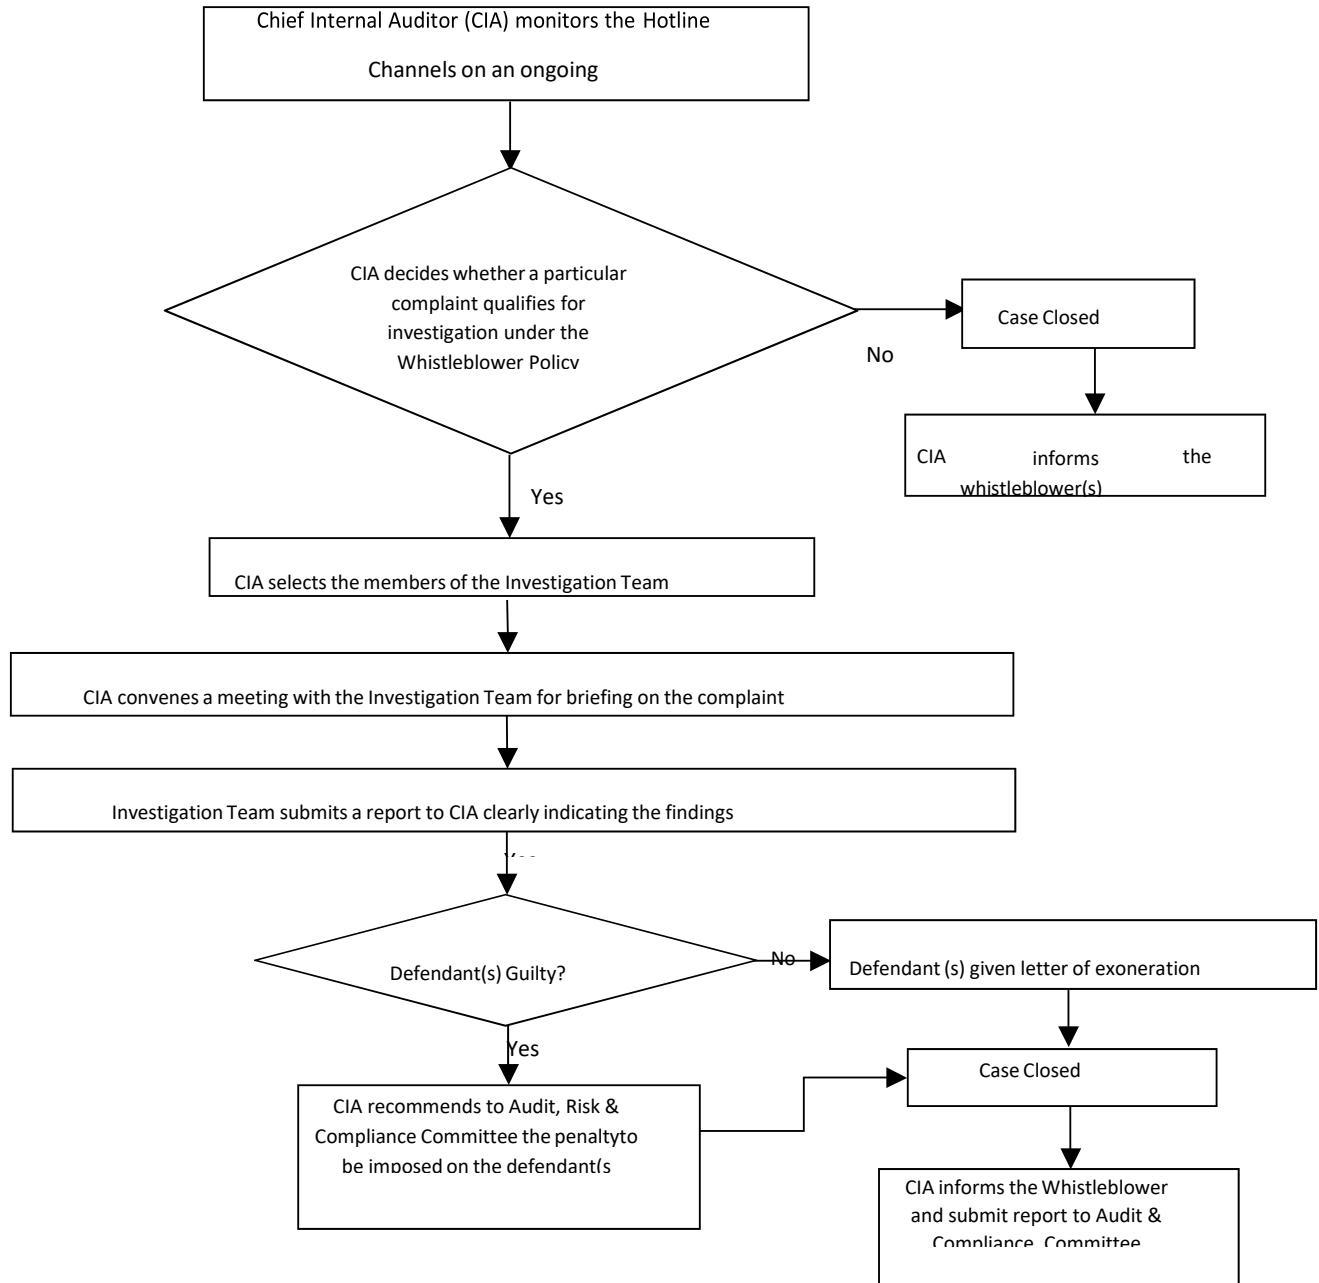 Chief Internal Auditor (CIA) monitors the Hotline
Channels on an ongoing
CIA decides whether a particular
complaint qualifies for
investigation under the
Whistleblower Policy
No
Case Closed
CIA informs the
whistleblower(s)
Yes
CIA selects the members of the Investigation Team
CIA convenes a meeting with the Investigation Team for briefing on the complaint
Investigation Team submits a report to CIA clearly indicating the findings
Defendant(s) Guilty?
No
Defendant (s) given letter of exoneration
Yes
Case Closed
CIA recommends to Audit, Risk &
Compliance Committee the penaltyto
be imposed on the defendant(s
CIA informs the Whistleblower
and submit report to Audit &
Compliance Committee